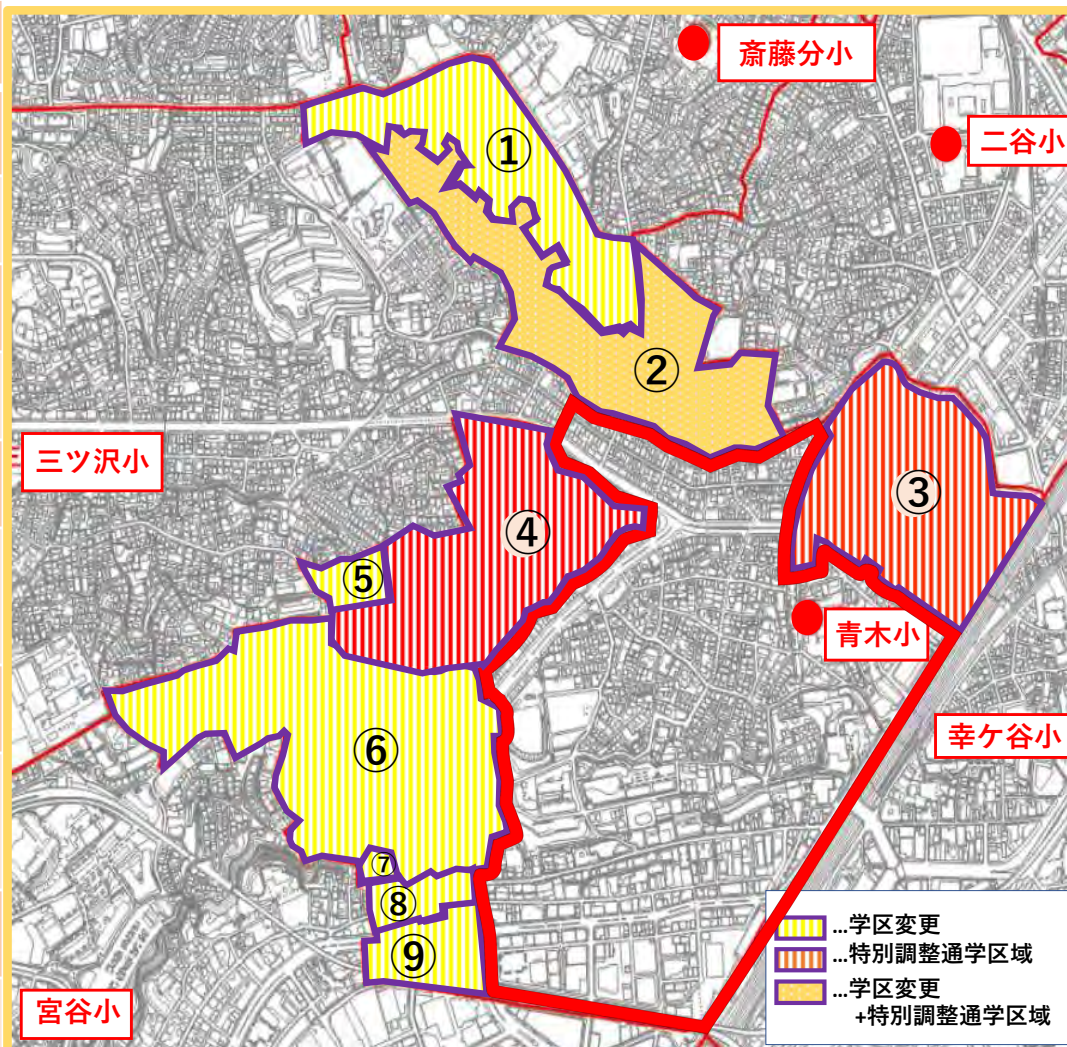 斎藤分小
二谷小
①
②
三ツ沢小
③
④
⑤
青木小
幸ケ谷小
⑥
⑦
⑧
⑨
宮谷小
...学区変更
...特別調整通学区域
...学区変更
+特別調整通学区域